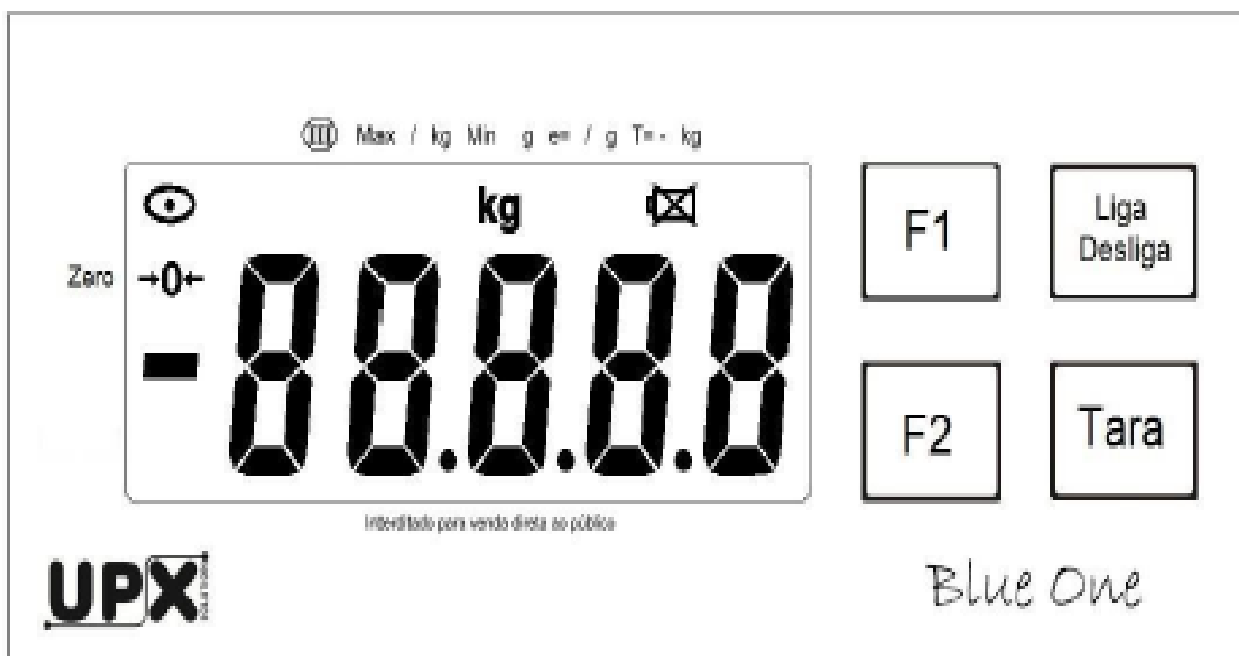 III Max / kg Min g e= / g T=- kg
kg
Zero →0←
- 88.8.8.8
F1
Liga
Desliga
F2
Tara
Interditado para venda direta ao público
UPX
Blue One